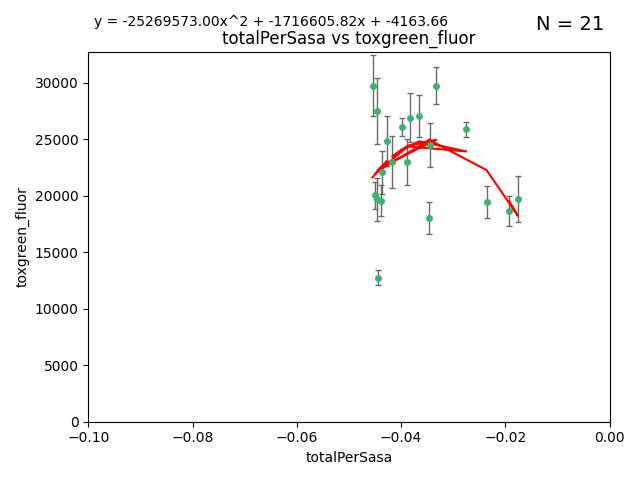 y = -25269573.00x^2 + -1716605.82x + -4163.66
N = 21
totalPerSasa vs toxgreen_fluor
30000
25000
20000
15000
10000
5000
0
toxgreen_fluor
−0.10
−0.08
−0.06
−0.04
−0.02
0.00
totalPerSasa